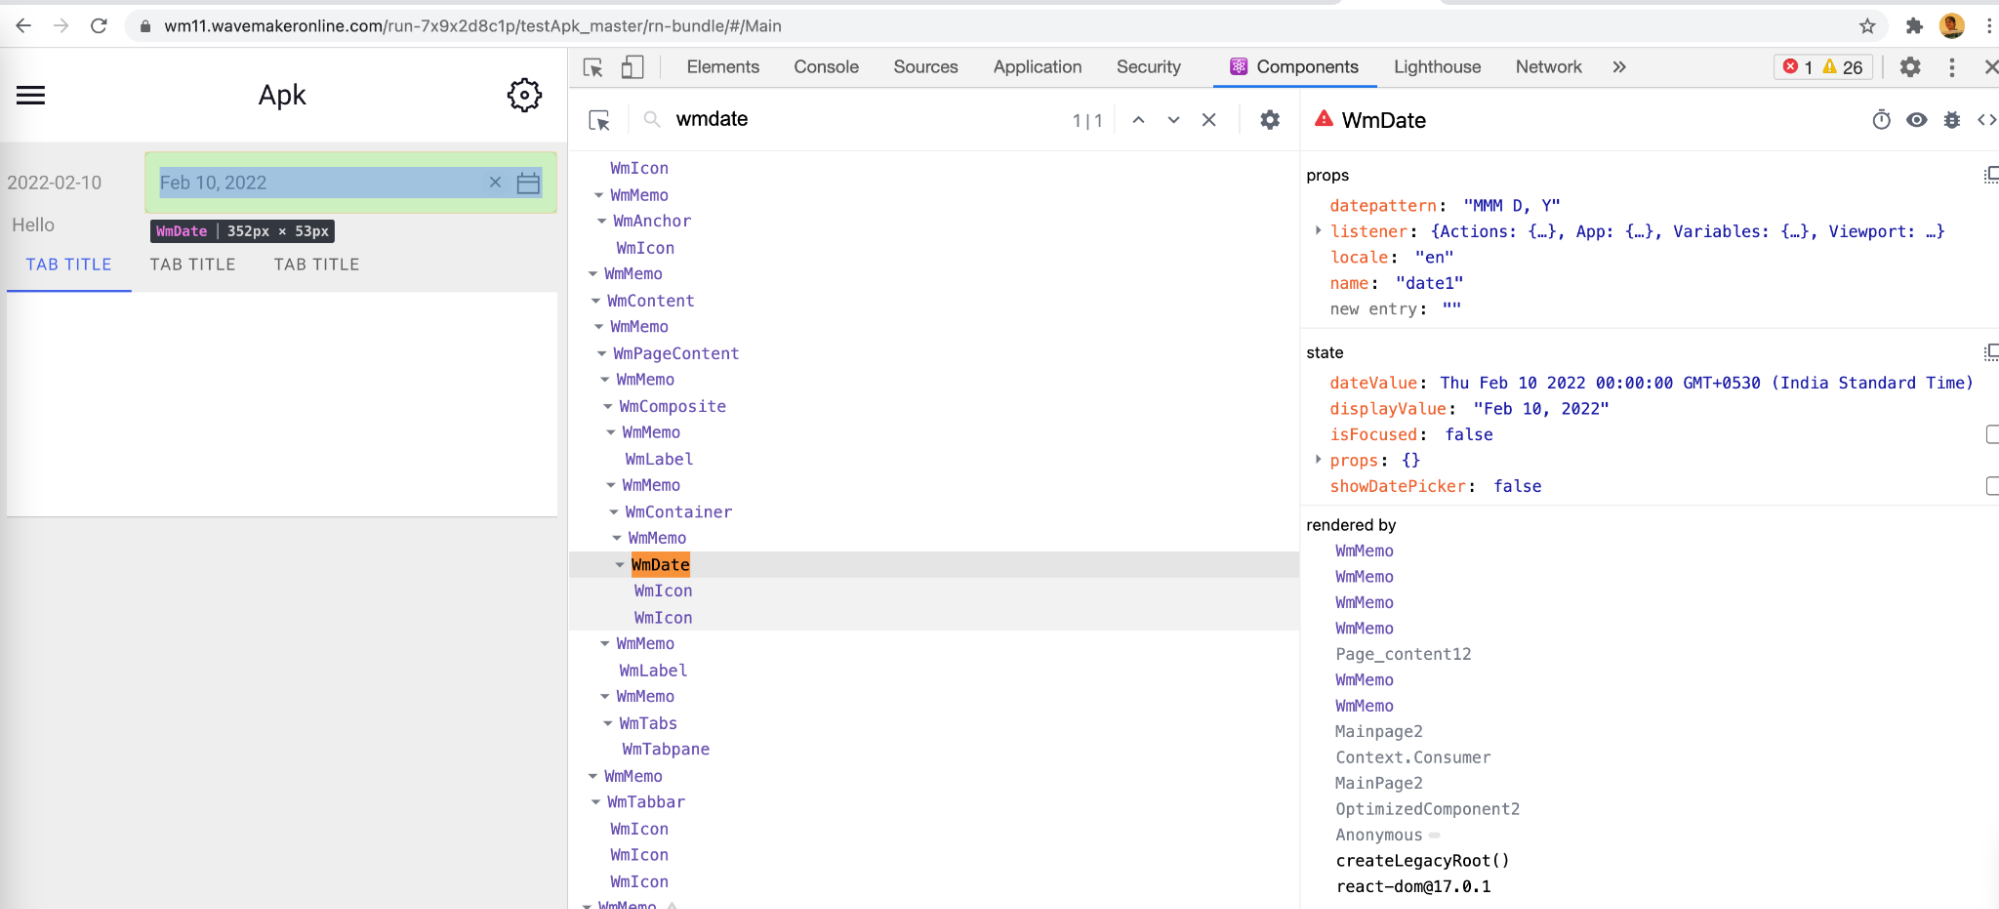 wm11.wavemakeronline.com/run-7x9x2d8c1p/testApk_master/rn-bundle/#/Main
Apk
2022-02-10
Feb 10, 2022
Hello
WmDate | 352px × 53px
TAB TITLE TAB TITLE TAB TITLE
Elements Console Sources Application Security Components Lighthouse Network » 1 26
wmdate 1|1
WmIcon
WmMemo
WmAnchor
WmIcon
WmMemo
WmContent
WmMemo
WmPageContent
WmMemo
WmComposite
WmMemo
WmLabel
WmMemo
WmContainer
WmMemo
WmDate
WmIcon
WmIcon
WmMemo
WmLabel
WmMemo
WmTabs
WmTabpane
WmMemo
WmTabbar
WmIcon
WmIcon
WmIcon
WmMemo
WmDate
props
datepattern: "MMM D, Y"
listener: {Actions: {…}, App: {…}, Variables: {…}, Viewport: …}
locale: "en"
name: "date1"
new entry: ""
state
dateValue: Thu Feb 10 2022 00:00:00 GMT+0530 (India Standard Time)
displayValue: "Feb 10, 2022"
isFocused: false
props: {}
showDatePicker: false
rendered by
WmMemo
WmMemo
WmMemo
WmMemo
Page_content12
WmMemo
WmMemo
Mainpage2
Context.Consumer
MainPage2
OptimizedComponent2
Anonymous
createLegacyRoot()
react-dom@17.0.1